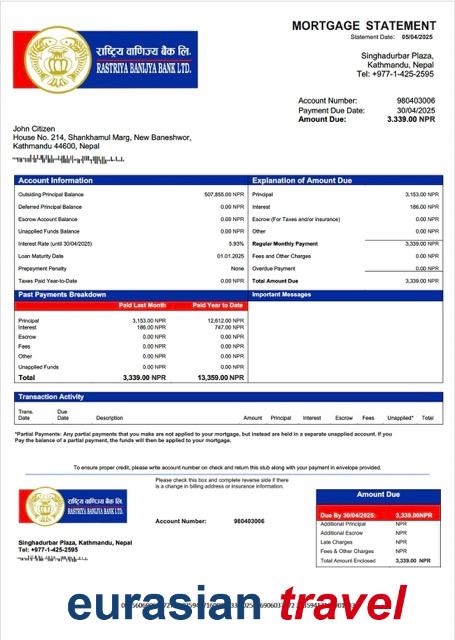 राष्ट्रिय वाणिज्य बैंक लि.
RASTRIYA BANIJYA BANK LTD.
MORTGAGE STATEMENT
Statement Date: 05/04/2025
Singhadurbar Plaza,
Kathmandu, Nepal
Tel: +977-1-425-2595
Account Number: 980403006
Payment Due Date: 30/04/2025
Amount Due: 3.339.00 NPR
John Citizen
House No. 214, Shankhamul Marg, New Baneshwor,
Kathmandu 44600, Nepal
Account Information
Outsiding Principal Balance 507,855.00 NPR
Deferred Principal Balance 0.00 NPR
Escrow Account Balance 0.00 NPR
Unapplied Funds Balance 0.00 NPR
Interest Rate (until 30/04/2025) 5.93%
Loan Maturity Date 01.01.2025
Prepayment Penalty None
Taxes Paid Year-to-Date 0.00 NPR
Explanation of Amount Due
Principal 3,153.00 NPR
Interest 186.00 NPR
Escrow (For Taxes and/or insurance) 0.00 NPR
Other 0.00 NPR
Regular Monthly Payment 3,339.00 NPR
Fees and Other Charges 0.00 NPR
Overdue Payment 0.00 NPR
Total Amount Due 3,339.00 NPR
Past Payments Breakdown
Paid Last Month Paid Year to Date
Principal 3,153.00 NPR 12,612.00 NPR
Interest 186.00 NPR 747.00 NPR
Escrow 0.00 NPR 0.00 NPR
Fees 0.00 NPR 0.00 NPR
Other 0.00 NPR 0.00 NPR
Unapplied Funds 0.00 NPR 0.00 NPR
Total 3,339.00 NPR 13,359.00 NPR
Important Messages
Transaction Activity
Trans. Date Due Date Description Amount Principal Interest Escrow Fees Unapplied* Total
*Partial Payments: Any partial payments that you make are not applied to your mortgage, but instead are held in a separate unapplied account. If you
Pay the balance of a partial payment, the funds will then be applied to your mortgage.
To ensure proper credit, please write account number on check and return this stub along with your payment in envelope provided.
राष्ट्रिय वाणिज्य बैंक लि.
RASTRIYA BANIJYA BANK LTD.
Please check this box and complete reverse side if there
is a change in billing address or insurance information.
Account Number: 980403006
Singhadurbar Plaza, Kathmandu, Nepal
Tel: +977-1-425-2595
Amount Due
Due By 30/04/2025: 3,339.00NPR
Additional Principal NPR
Additional Escrow NPR
Late Charges NPR
Fees & Other Charges NPR
Total Amount Enclosed 3,339.00 NPR
eurasian travel